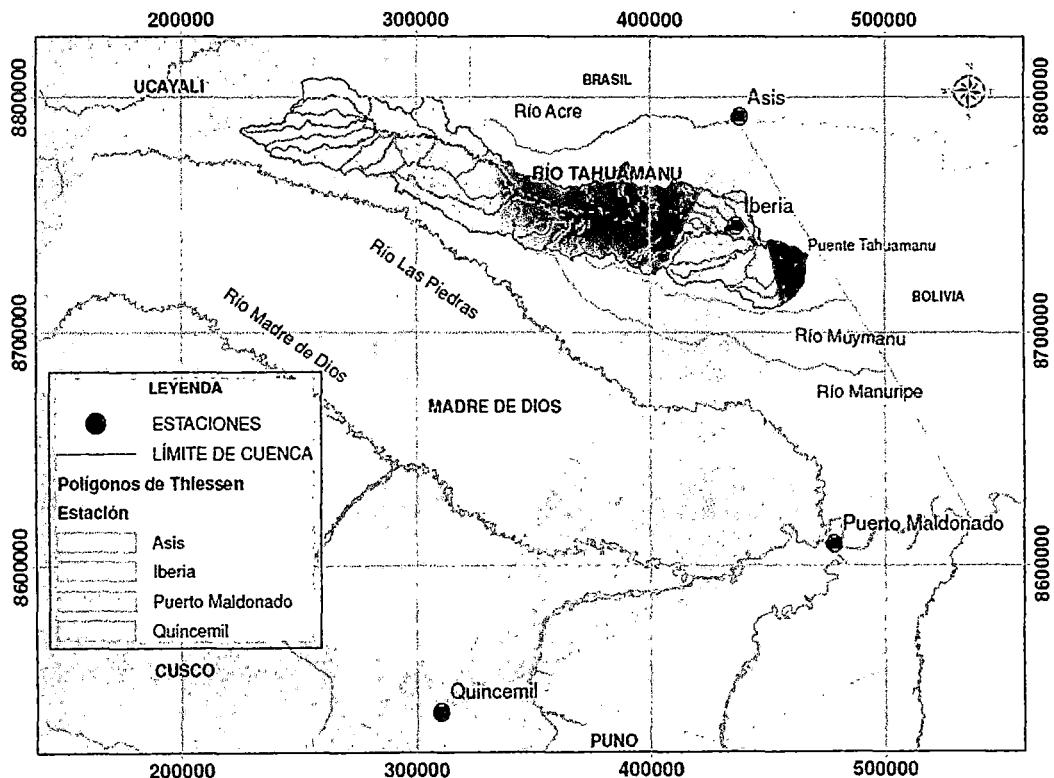 200000 300000 400000 500000
8800000
8700000
8600000
8800000
8700000
8600000
N
UCAYALI
BRASIL
Río Acre
Asis
RÍO TAHUAMANU
Iberia
Puente Tahuamanu
BOLIVIA
Río Las Piedras
Río Madre de Dios
Río Muymanu
Río Manuripe
MADRE DE DIOS
LEYENDA
ESTACIONES
LÍMITE DE CUENCA
Polígonos de Thiessen
Estación
Asis
Iberia
Puerto Maldonado
Quincemil
Puerto Maldonado
CUSCO
Quincemil
PUNO
200000 300000 400000 500000